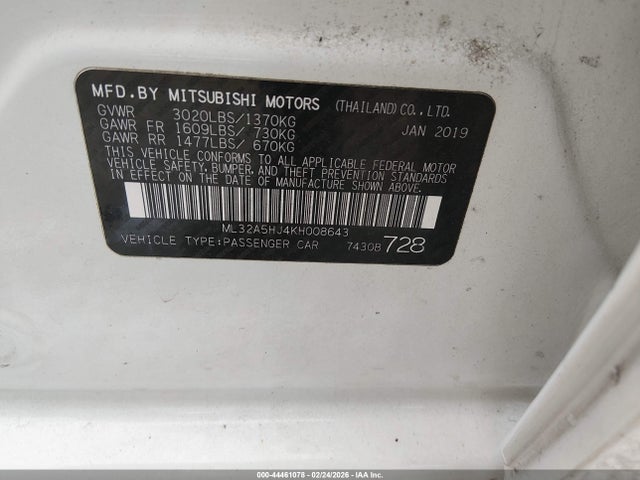 MFD.BY MITSUBISHI MOTORS (THAILAND)CO.,LTD.
GVWR 3020LBS/1370KG JAN 2019
GAWR FR 1609LBS/ 730KG
GAWR RR 1477LBS/ 670KG
THIS VEHICLE CONFORMS TO ALL APPLICABLE FEDERAL MOTOR
VEHICLE SAFETY, BUMPER, AND THEFT PREVENTION STANDARDS
IN EFFECT ON THE DATE OF MANUFACTURE SHOWN ABOVE.
ML32A5HJ4KH008643
VEHICLE TYPE:PASSENGER CAR 7430B 728
000-44461078 - 02/24/2026 - IAA Inc.